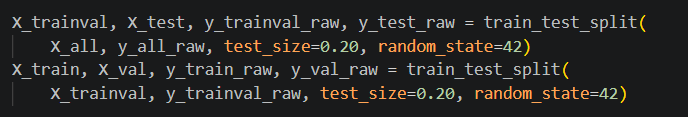 X_trainval, X_test, y_trainval_raw, y_test_raw = train_test_split(
    X_all, y_all_raw, test_size=0.20, random_state=42)
X_train, X_val, y_train_raw, y_val_raw = train_test_split(
    X_trainval, y_trainval_raw, test_size=0.20, random_state=42)